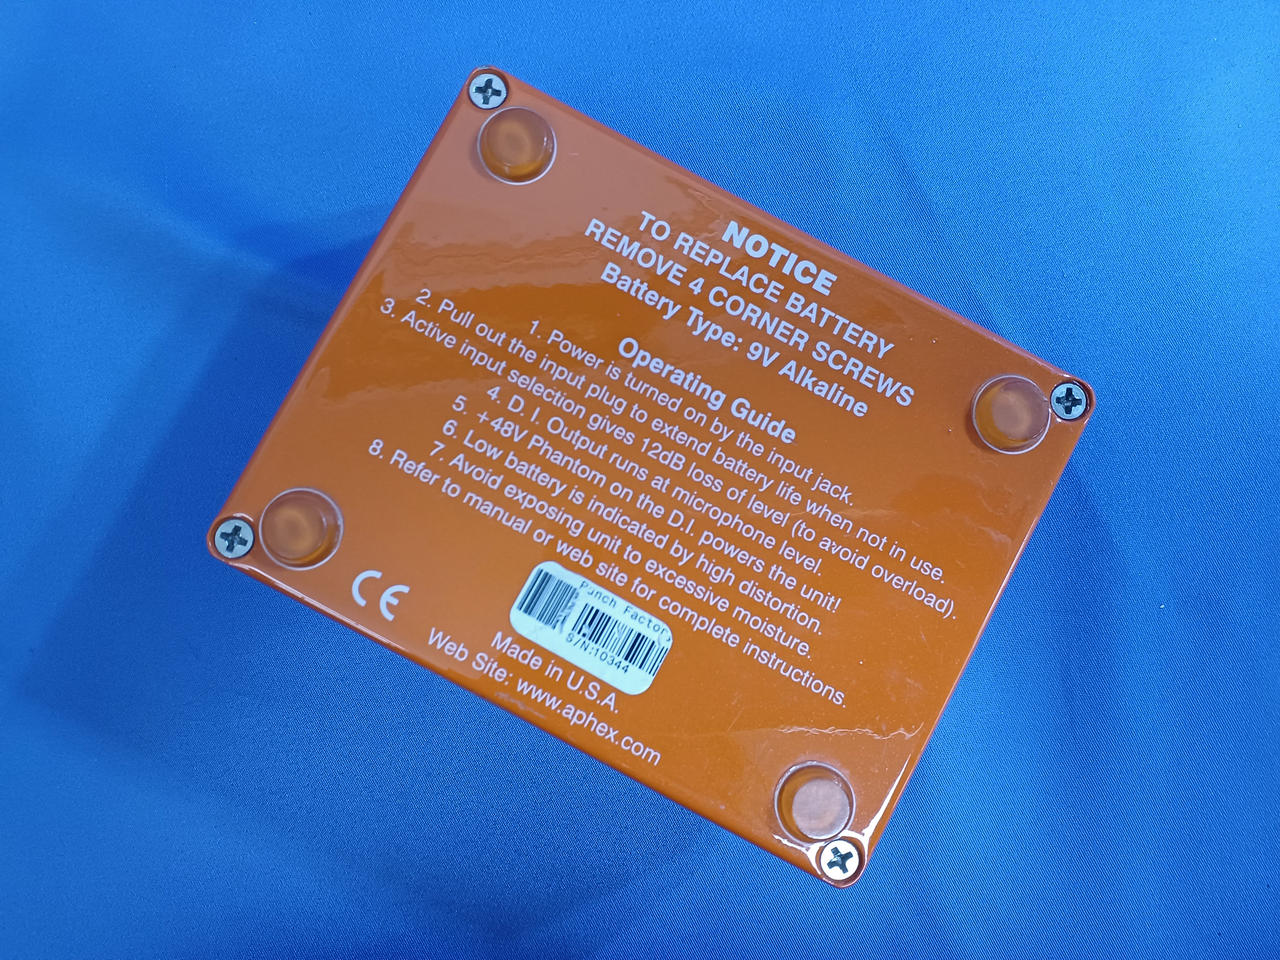 NOTICE
TO REPLACE BATTERY
REMOVE 4 CORNER SCREWS
Battery Type: 9V Alkaline
Operating Guide
1. Power is turned on by the input jack.
2. Pull out the input plug to extend battery life when not in use.
3. Active input selection gives 12dB loss of level (to avoid overload).
4. D. I. Output runs at microphone level.
5. +48V Phantom on the D.I. powers the unit!
6. Low battery is indicated by high distortion.
7. Avoid exposing unit to excessive moisture.
8. Refer to manual or web site for complete instructions.
CE
Punch Factory
S/N:10344
Made in U.S.A.
Web Site: www.aphex.com